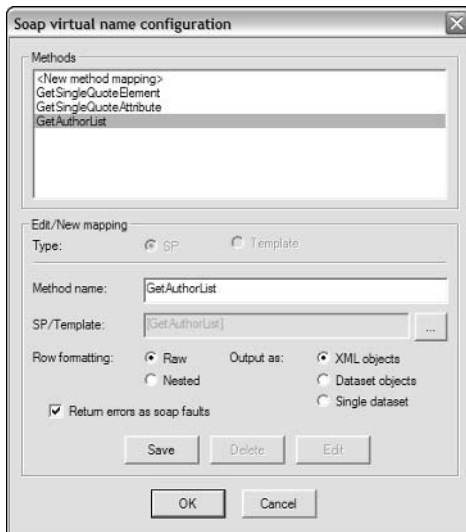 Soap virtual name configuration
Methods
<New method mapping>
GetSingleQuoteElement
GetSingleQuoteAttribute
GetAuthorList
Edit/New mapping
Type: SP Template
Method name: GetAuthorList
SP/Template: [GetAuthorList] ...
Row formatting: Raw Output as: XML objects
Nested Dataset objects
Single dataset
Return errors as soap faults
Save Delete Edit
OK Cancel